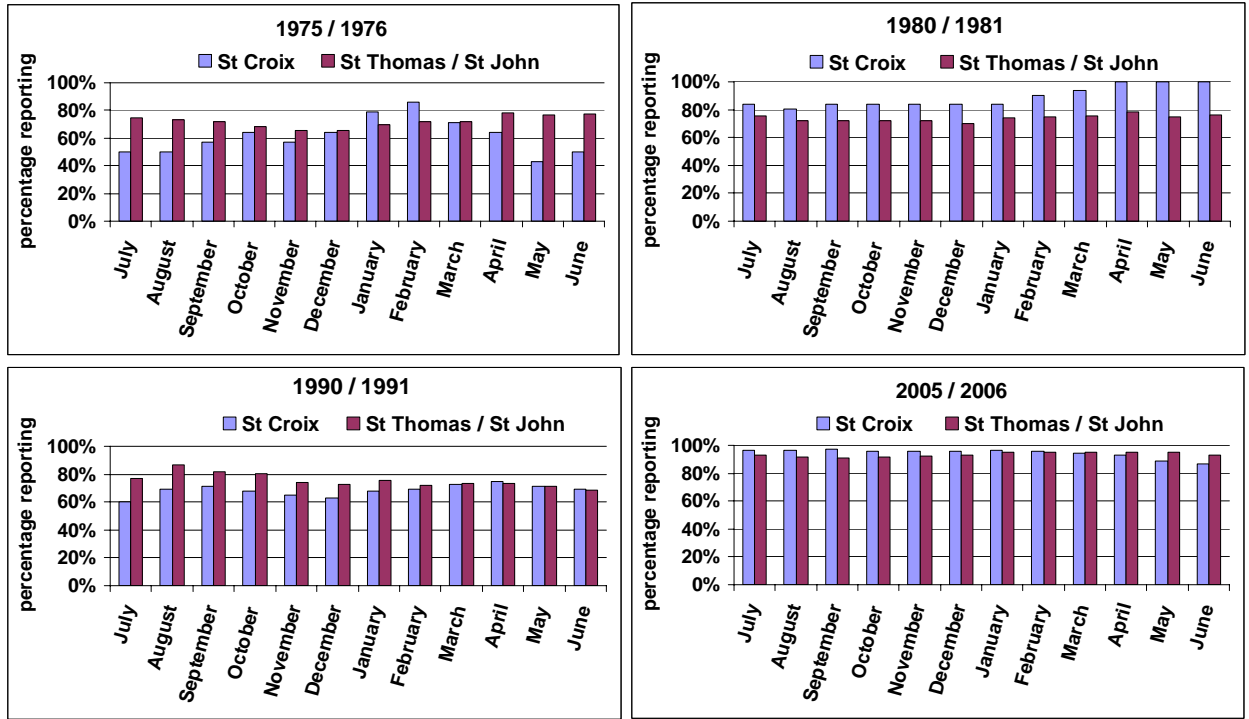 1975 / 1976
St Croix St Thomas / St John
percentage reporting
100%
80%
60%
40%
20%
0%
July
August
September
October
November
December
January
February
March
April
May
June
1980 / 1981
St Croix St Thomas / St John
percentage reporting
100%
80%
60%
40%
20%
0%
July
August
September
October
November
December
January
February
March
April
May
June
1990 / 1991
St Croix St Thomas / St John
percentage reporting
100%
80%
60%
40%
20%
0%
July
August
September
October
November
December
January
February
March
April
May
June
2005 / 2006
St Croix St Thomas / St John
percentage reporting
100%
80%
60%
40%
20%
0%
July
August
September
October
November
December
January
February
March
April
May
June